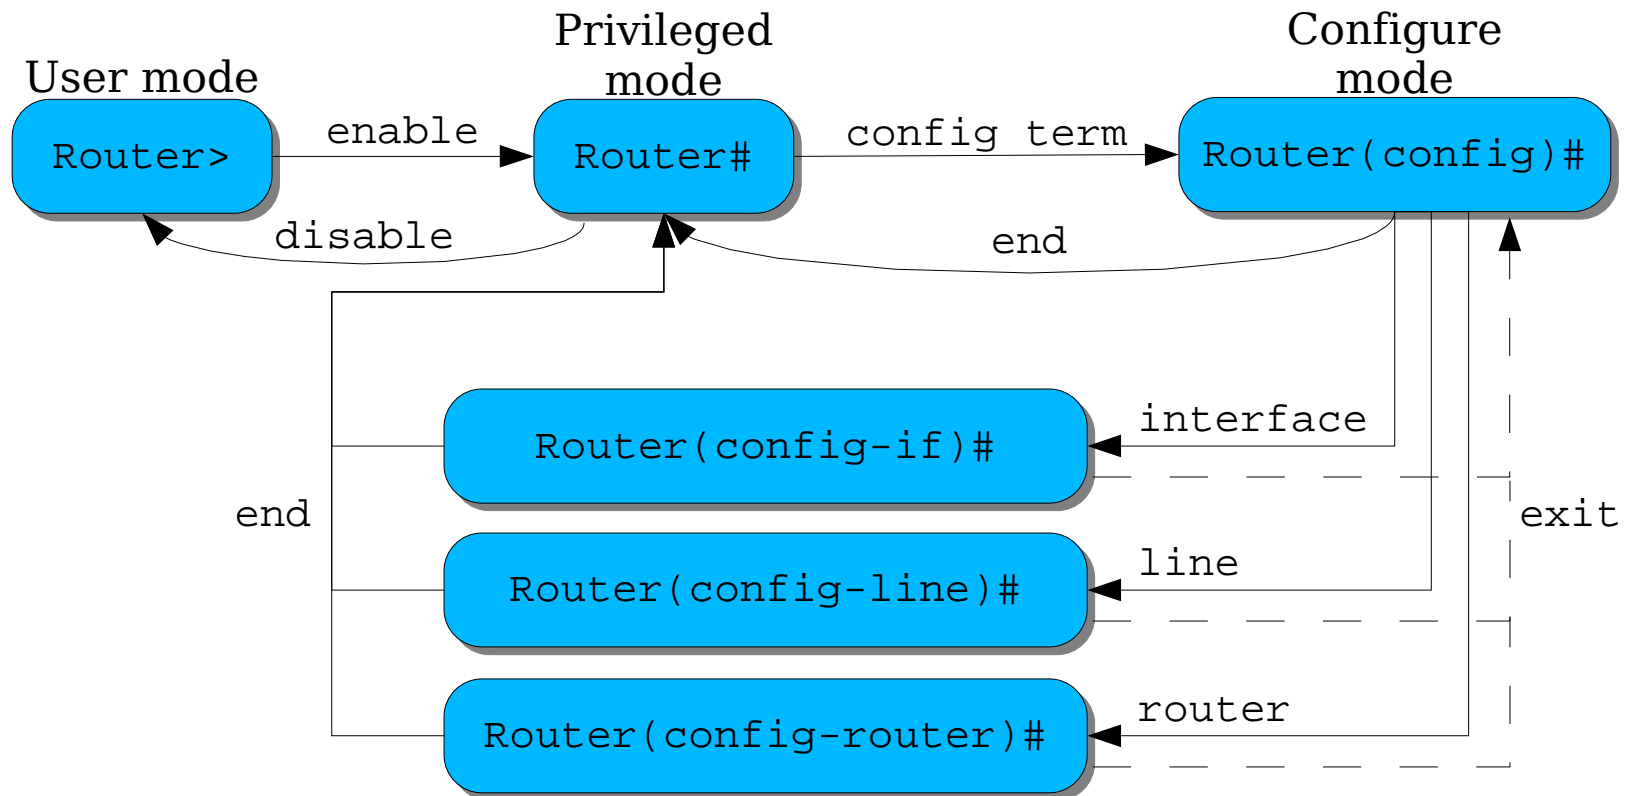 User mode
Privileged
mode
Configure
mode
Router>
enable
Router#
config term
Router(config)#
disable
end
Router(config-if)#
interface
end
exit
Router(config-line)#
line
Router(config-router)#
router